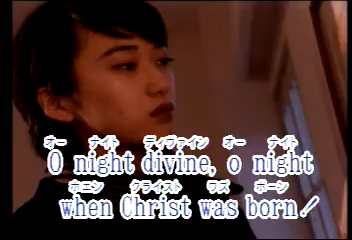 オー ナイト ディヴァイン オー ナイト
O night divine, o night
ホエン クライスト ワズ ボーン
when Christ was born!